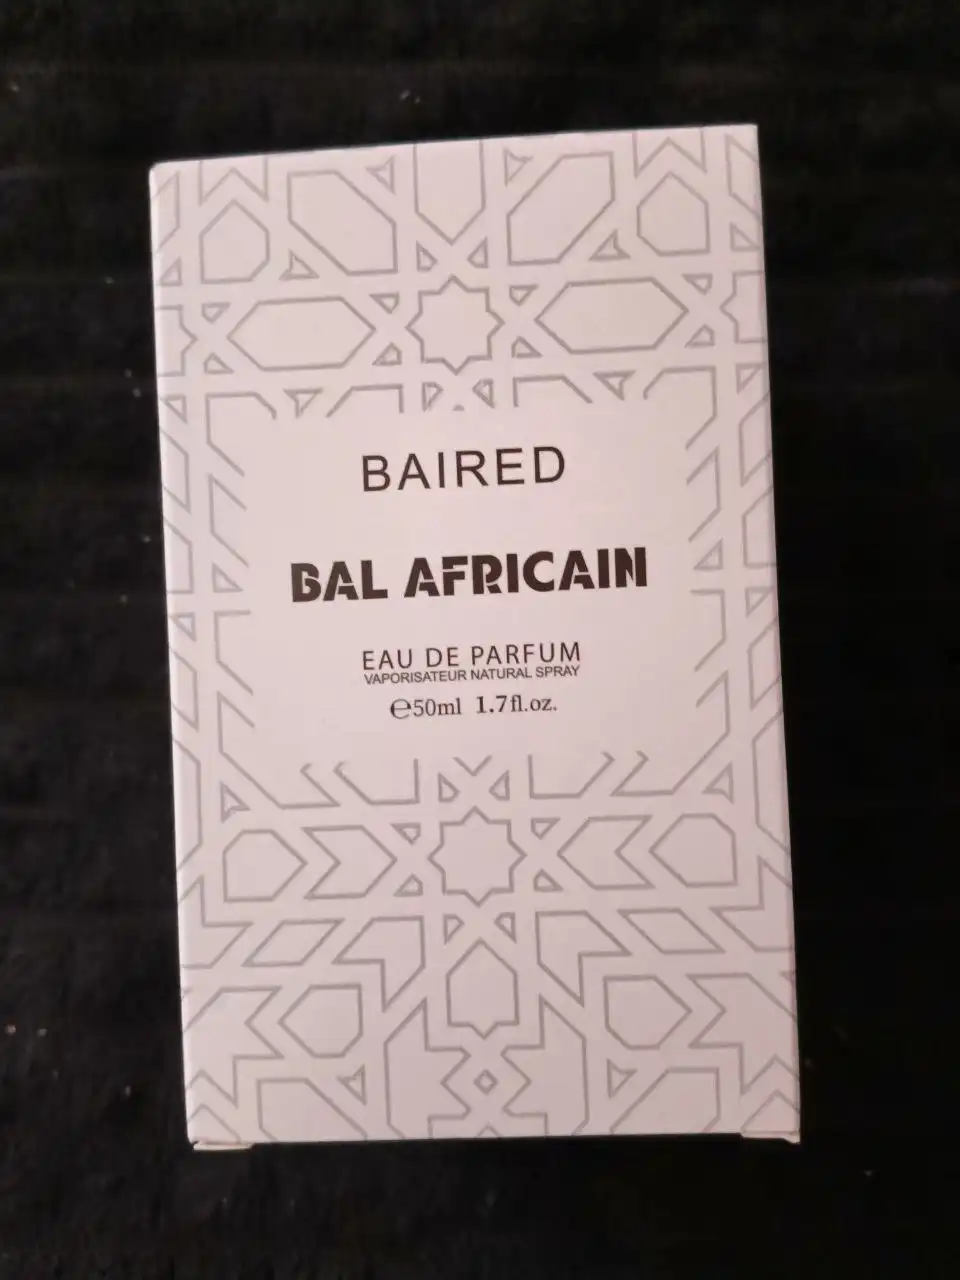 BAIRED
BAL AFRICAIN
EAU DE PARFUM
VAPORISATEUR NATURAL SPRAY
℮50ml 1.7fl.oz.